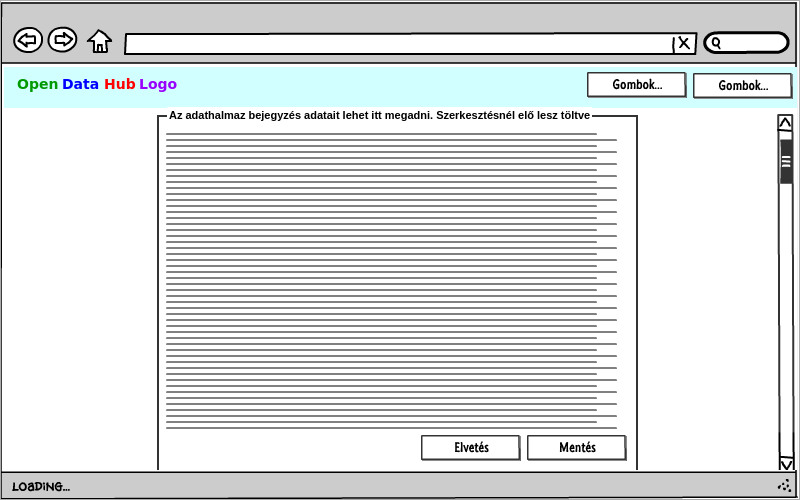 Open Data Hub Logo
Gombok...
Gombok...
Az adathalmaz bejegyzés adatait lehet itt megadni. Szerkesztésnél elő lesz töltve
Elvetés
Mentés
LOADING...